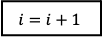 i = i + 1